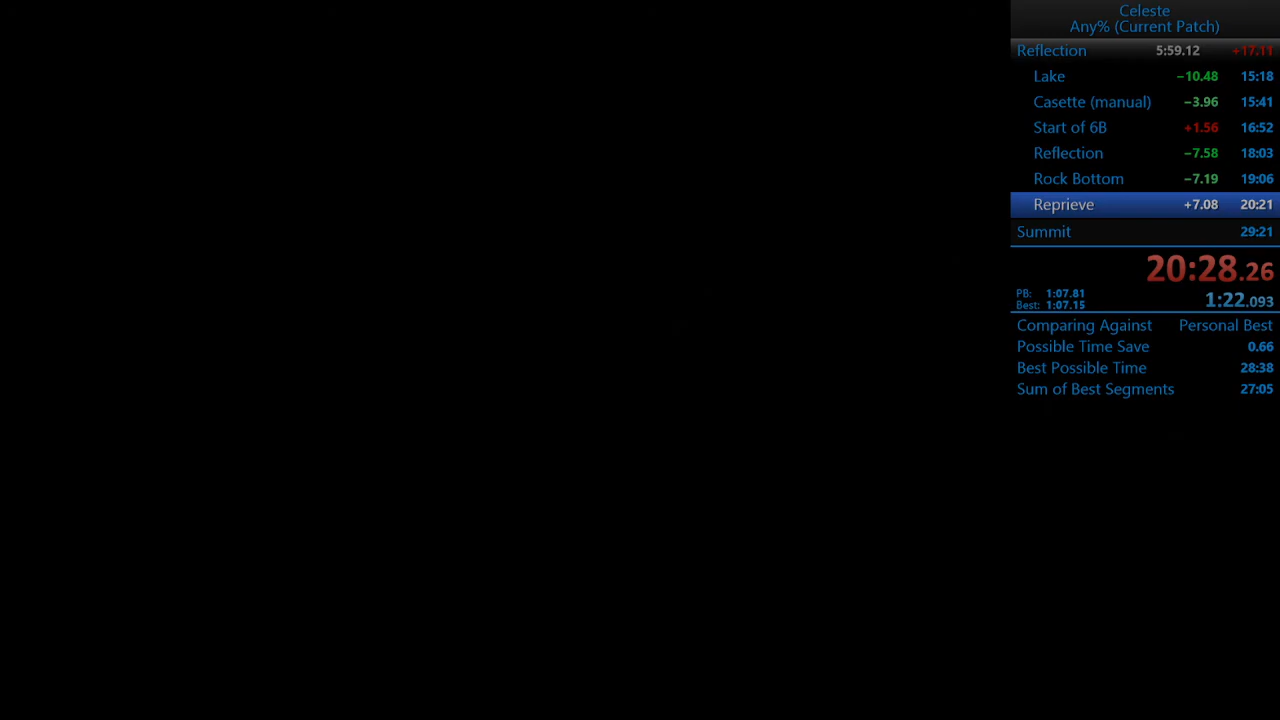 Celeste
Any% (Current Patch)
Reflection 5:59.12 +17.11
Lake −10.48 15:18
Casette (manual) −3.96 15:41
Start of 6B +1.56 16:52
Reflection −7.58 18:03
Rock Bottom −7.19 19:06
Reprieve +7.08 20:21
Summit 29:21
20:28.26
PB: 1:07.81
Best: 1:07.15
1:22.093
Comparing Against Personal Best
Possible Time Save 0.66
Best Possible Time 28:38
Sum of Best Segments 27:05